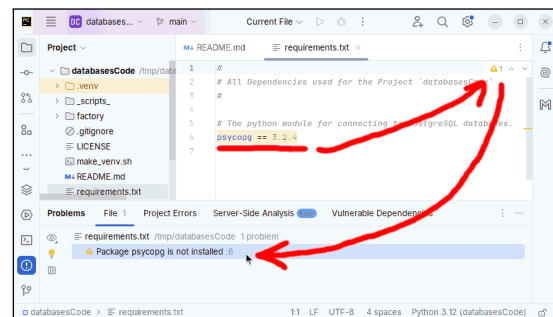 DC databases... main Current File
Project
README.md
requirements.txt
databasesCode /tmp/data
.venv
_scripts_
factory
.gitignore
LICENSE
make_venv.sh
README.md
requirements.txt
1 #
2 # All Dependencies used for the Project `databasesCode`
3 #
4
5 # The python module for connecting to PostgreSQL databases.
6 psycopg == 3.2.4
7
1
Problems File 1 Project Errors Server-Side Analysis Vulnerable Dependencies
requirements.txt /tmp/databasesCode 1 problem
Package psycopg is not installed :6
databasesCode > requirements.txt 1:1 LF UTF-8 4 spaces Python 3.12 (databasesCode)